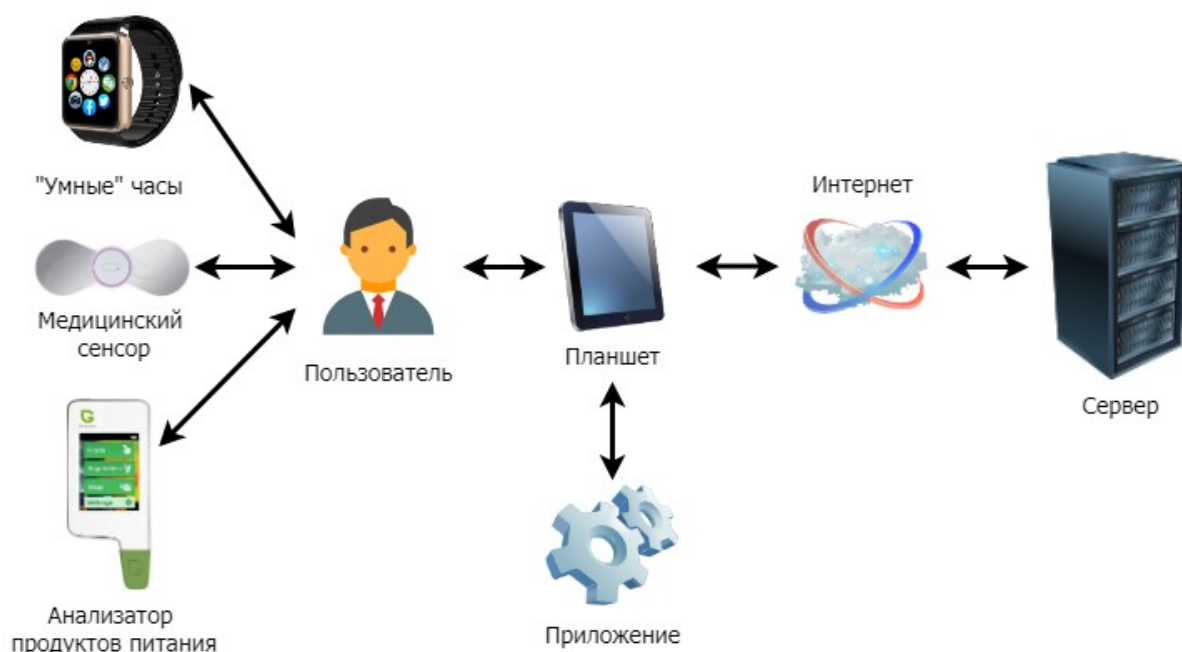 "Умные" часы
Медицинский
сенсор
Анализатор
продуктов питания
Пользователь
Планшет
Приложение
Интернет
Сервер